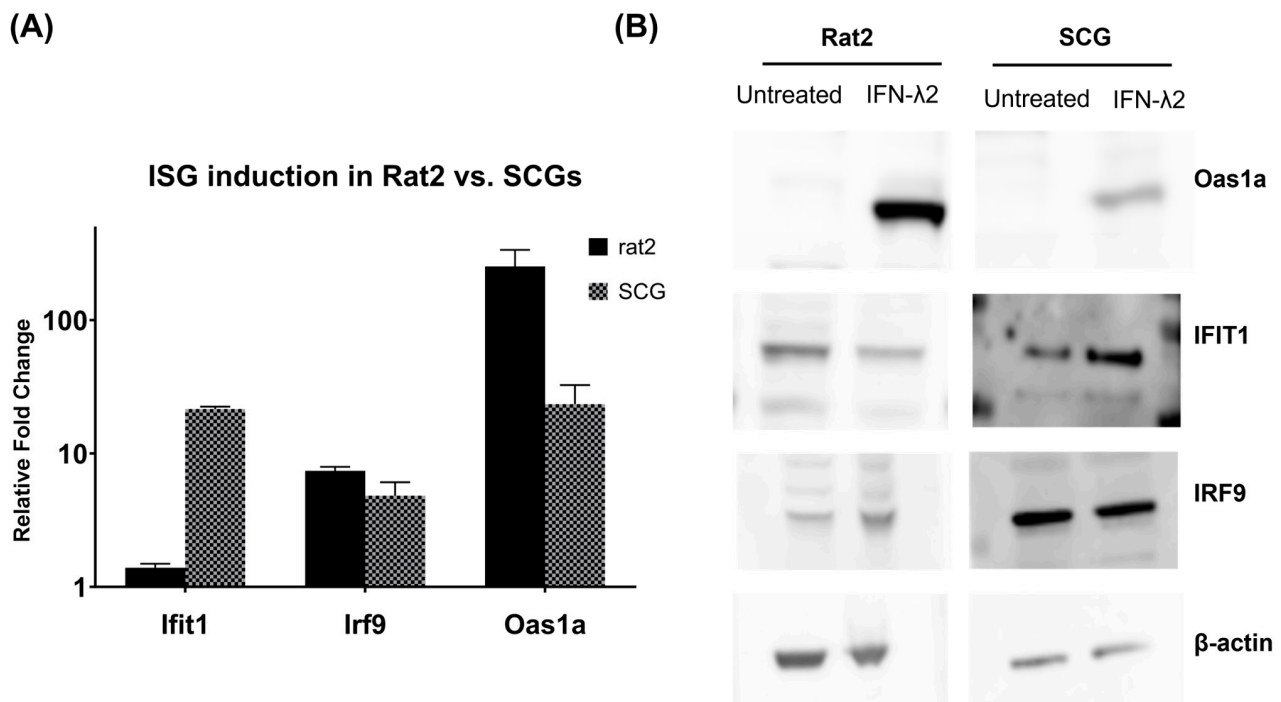 (A)
ISG induction in Rat2 vs. SCGs
rat2
SCG
Relative Fold Change
100
10
1
Ifit1
Irf9
Oas1a
(B)
Rat2
SCG
Untreated
IFN-λ2
Untreated
IFN-λ2
Oas1a
IFIT1
IRF9
β-actin